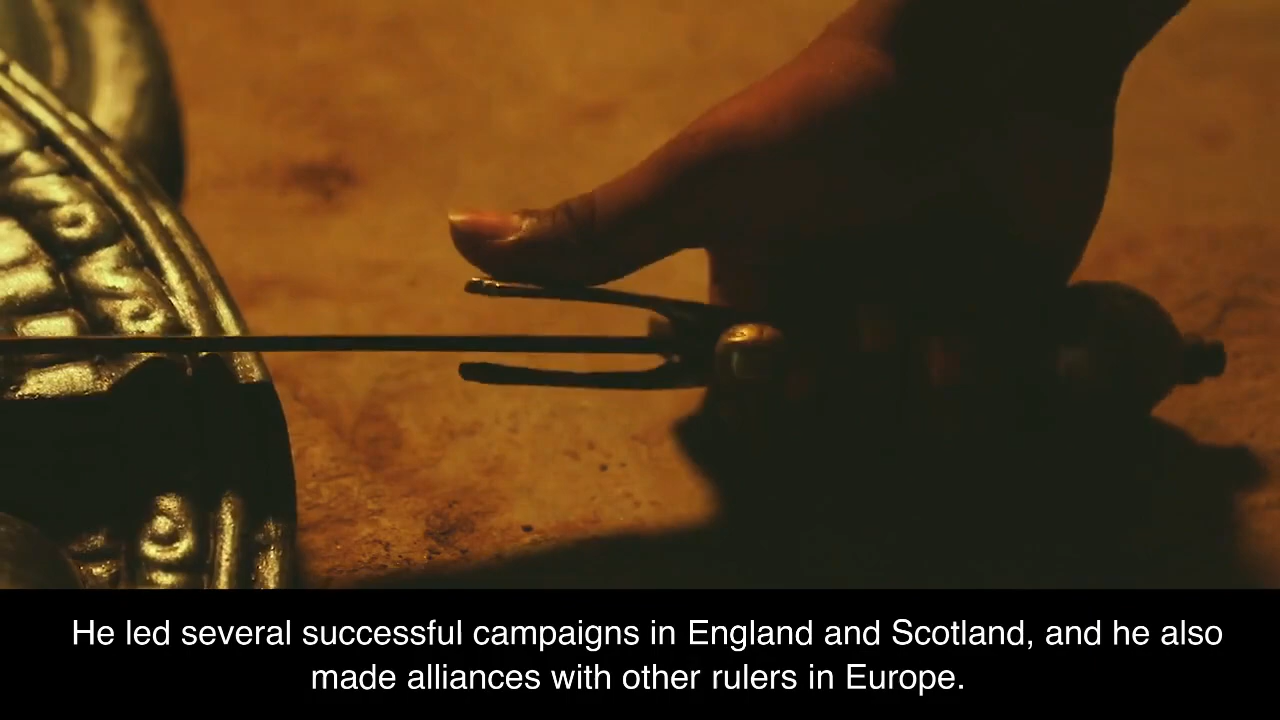 He led several successful campaigns in England and Scotland, and he also
made alliances with other rulers in Europe.